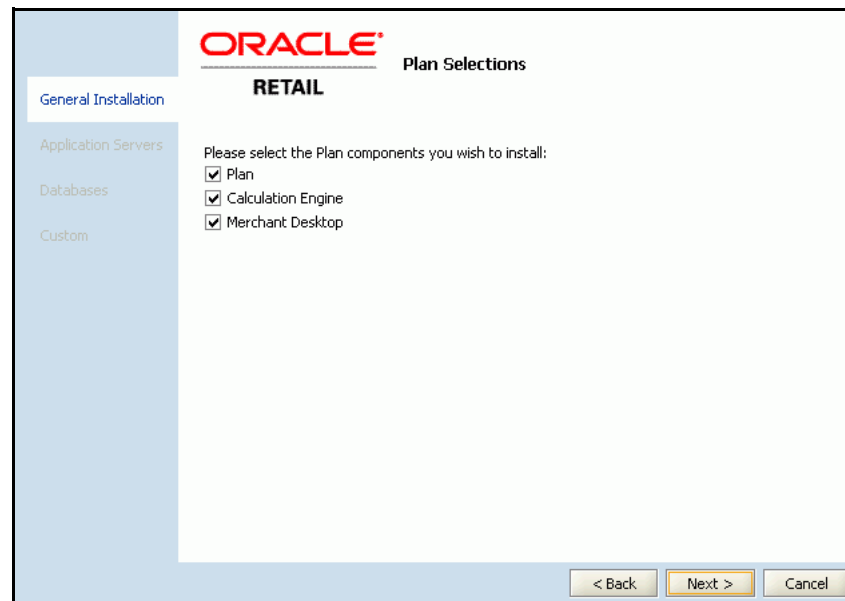 ORACLE
RETAIL
Plan Selections
General Installation
Application Servers
Databases
Custom
Please select the Plan components you wish to install:
Plan
Calculation Engine
Merchant Desktop
< Back
Next >
Cancel